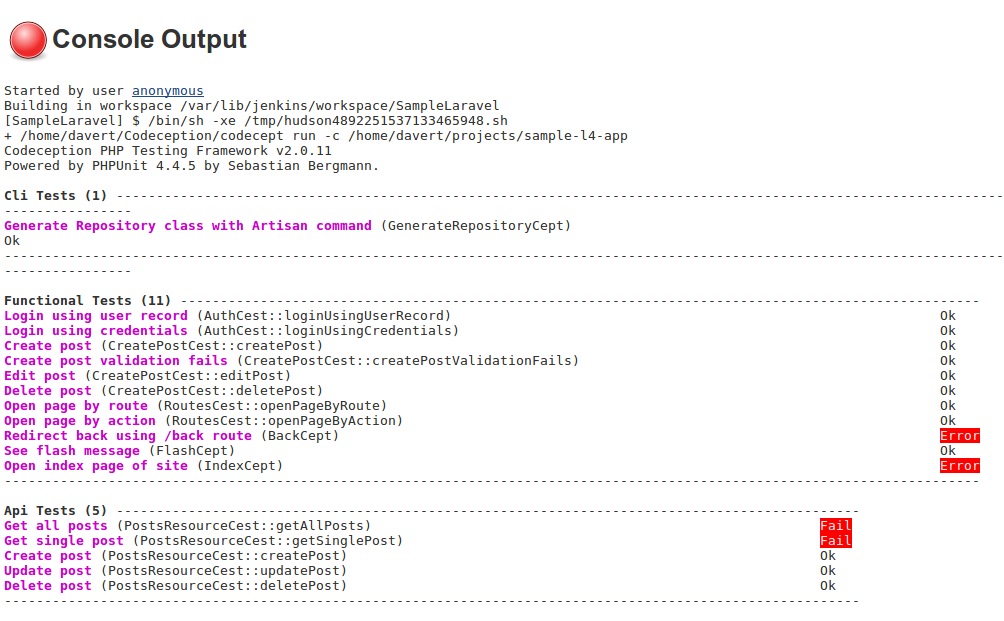 Console Output
Started by user anonymous
Building in workspace /var/lib/jenkins/workspace/SampleLaravel
[SampleLaravel] $ /bin/sh -xe /tmp/hudson4892251537133465948.sh
+ /home/davert/Codeception/codecept run -c /home/davert/projects/sample-l4-app
Codeception PHP Testing Framework v2.0.11
Powered by PHPUnit 4.4.5 by Sebastian Bergmann.
Cli Tests (1) -----------------------------------------------------------------------------------------------------------
----------------
Generate Repository class with Artisan command (GenerateRepositoryCept)
Ok
-----------------------------------------------------------------------------------------------------------------------------
----------------
Functional Tests (11) ----------------------------------------------------------------------------------------------------
Login using user record (AuthCest::loginUsingUserRecord) Ok
Login using credentials (AuthCest::loginUsingCredentials) Ok
Create post (CreatePostCest::createPost) Ok
Create post validation fails (CreatePostCest::createPostValidationFails) Ok
Edit post (CreatePostCest::editPost) Ok
Delete post (CreatePostCest::deletePost) Ok
Open page by route (RoutesCest::openPageByRoute) Ok
Open page by action (RoutesCest::openPageByAction) Ok
Redirect back using /back route (BackCept) Error
See flash message (FlashCept) Ok
Open index page of site (IndexCept) Error
--------------------------------------------------------------------------------------------------------------------------
Api Tests (5) ---------------------------------------------------------------------------------------------
Get all posts (PostsResourceCest::getAllPosts) Fail
Get single post (PostsResourceCest::getSinglePost) Fail
Create post (PostsResourceCest::createPost) Ok
Update post (PostsResourceCest::updatePost) Ok
Delete post (PostsResourceCest::deletePost) Ok
-----------------------------------------------------------------------------------------------------------